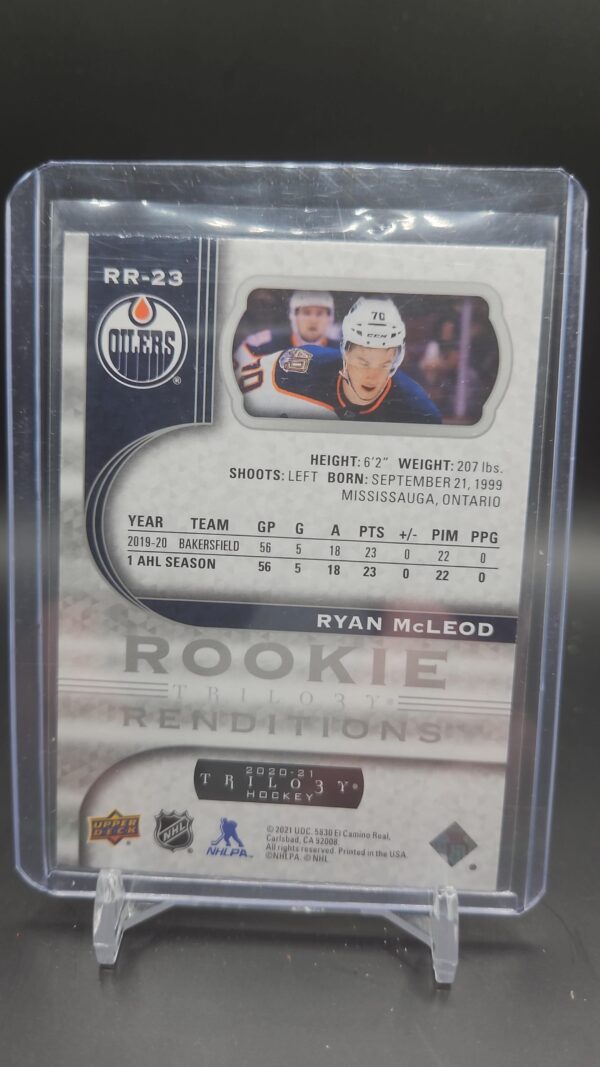 RR-23
OILERS
®
70
CCM
HEIGHT: 6'2" WEIGHT: 207 lbs.
SHOOTS: LEFT BORN: SEPTEMBER 21, 1999
MISSISSAUGA, ONTARIO
YEAR TEAM GP G A PTS +/- PIM PPG
2019-20 BAKERSFIELD 56 5 18 23 0 22 0
1 AHL SEASON 56 5 18 23 0 22 0
RYAN McLEOD
ROOKIE
TRILO3Y®
RENDITIONS
2020-21
TRILO3Y®
HOCKEY
UPPER DECK
NHL
NHLPA
© 2021 UDC. 5830 El Camino Real,
Carlsbad, CA 92008.
All rights reserved. Printed in the USA.
©NHLPA. © NHL.